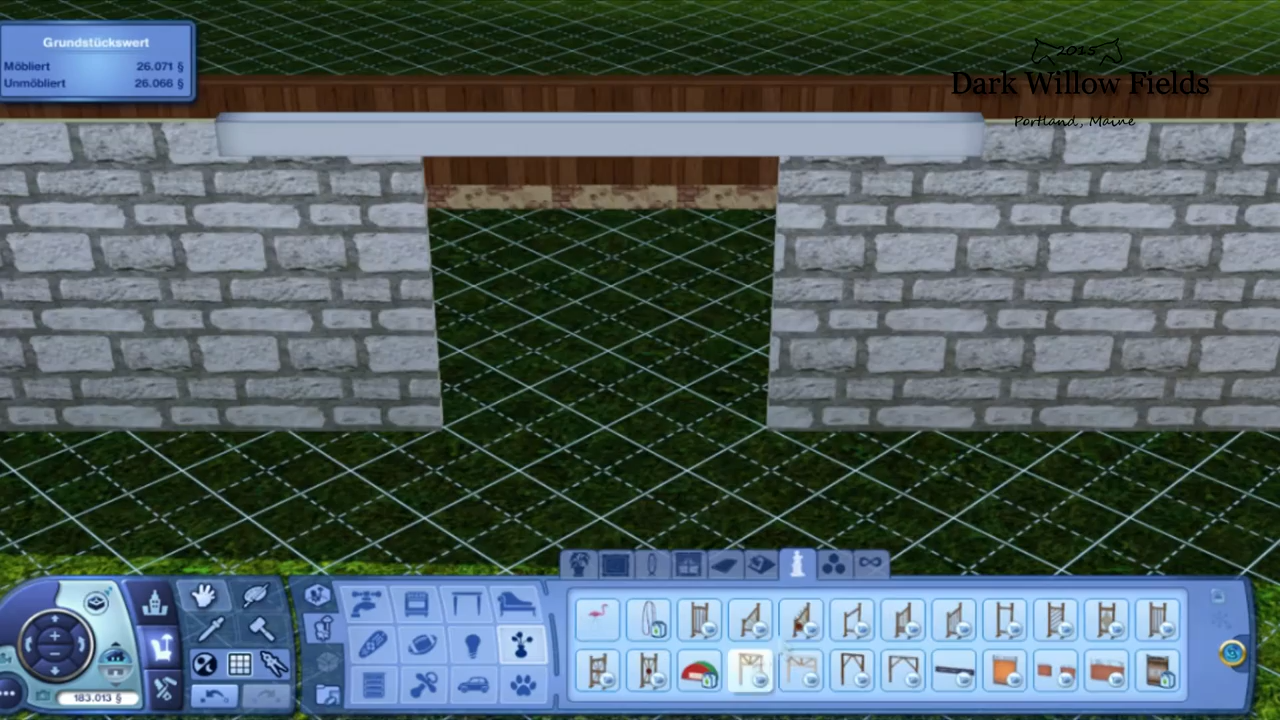 Grundstückswert
Möbliert 26.071 §
Unmöbliert 26.066 §
2015
Dark Willow Fields
Portland, Maine
183.013 §